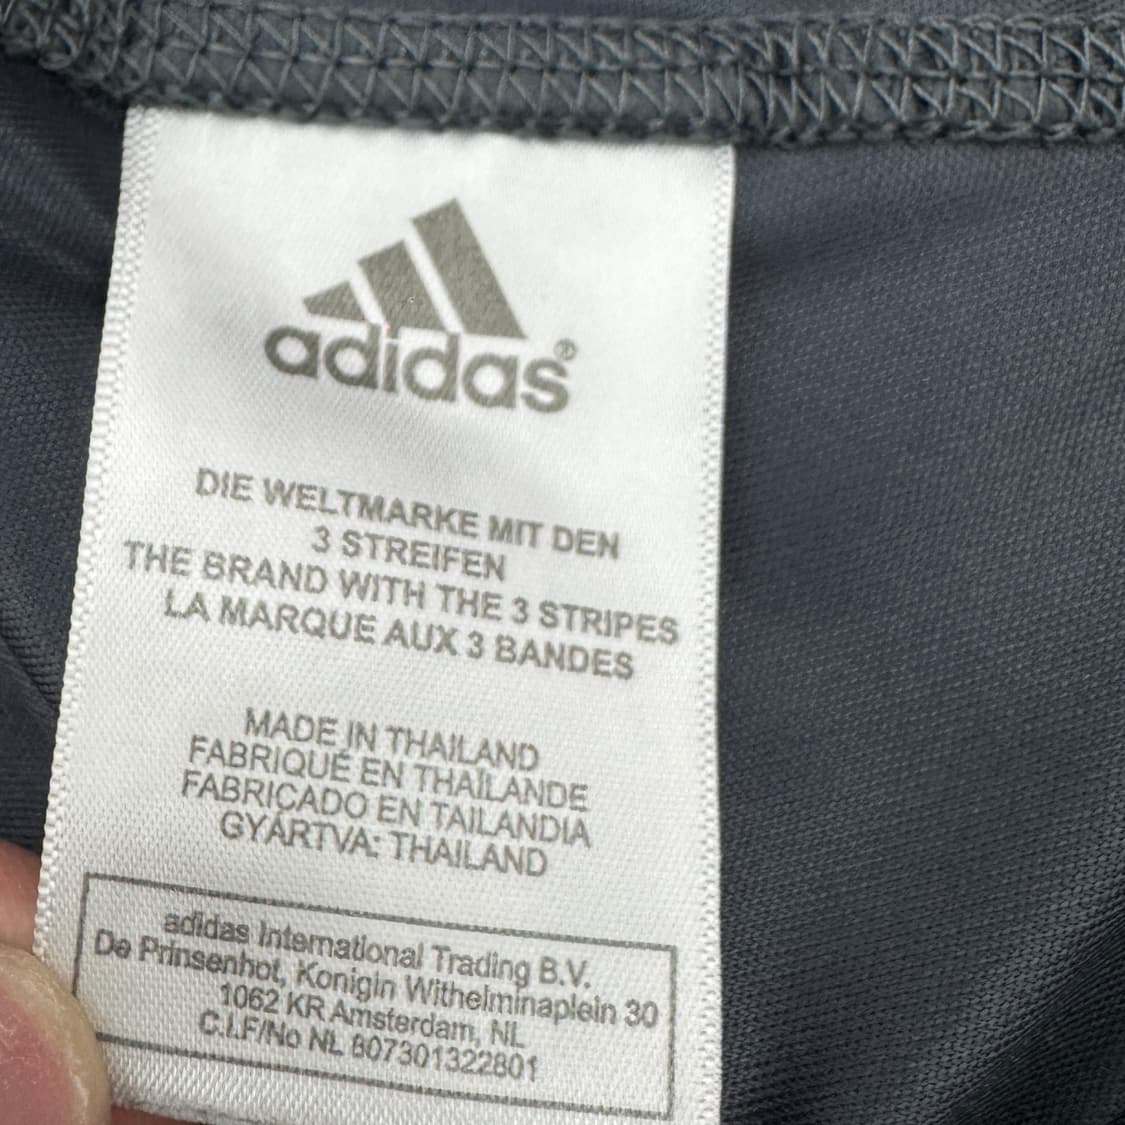 adidas®
DIE WELTMARKE MIT DEN
3 STREIFEN
THE BRAND WITH THE 3 STRIPES
LA MARQUE AUX 3 BANDES
MADE IN THAILAND
FABRIQUÉ EN THAÏLANDE
FABRICADO EN TAILANDIA
GYÁRTVA: THAILAND
adidas International Trading B.V.
De Prinsenhof, Konigin Withelminaplein 30
1062 KR Amsterdam, NL
C.I.F/No NL 807301322801